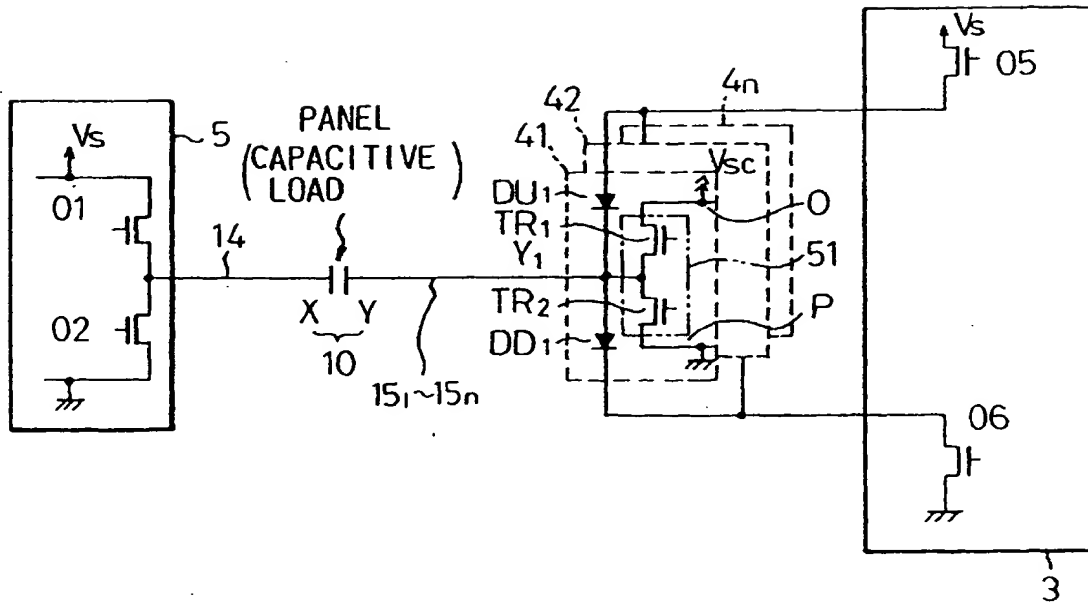 Vs
5
01
02
14
PANEL
(CAPACITIVE
LOAD)
X Y
10
15₁~15n
42
41
4n
Vsc
DU₁
TR₁
Y₁
TR₂
DD₁
O
51
P
Vs
05
06
3